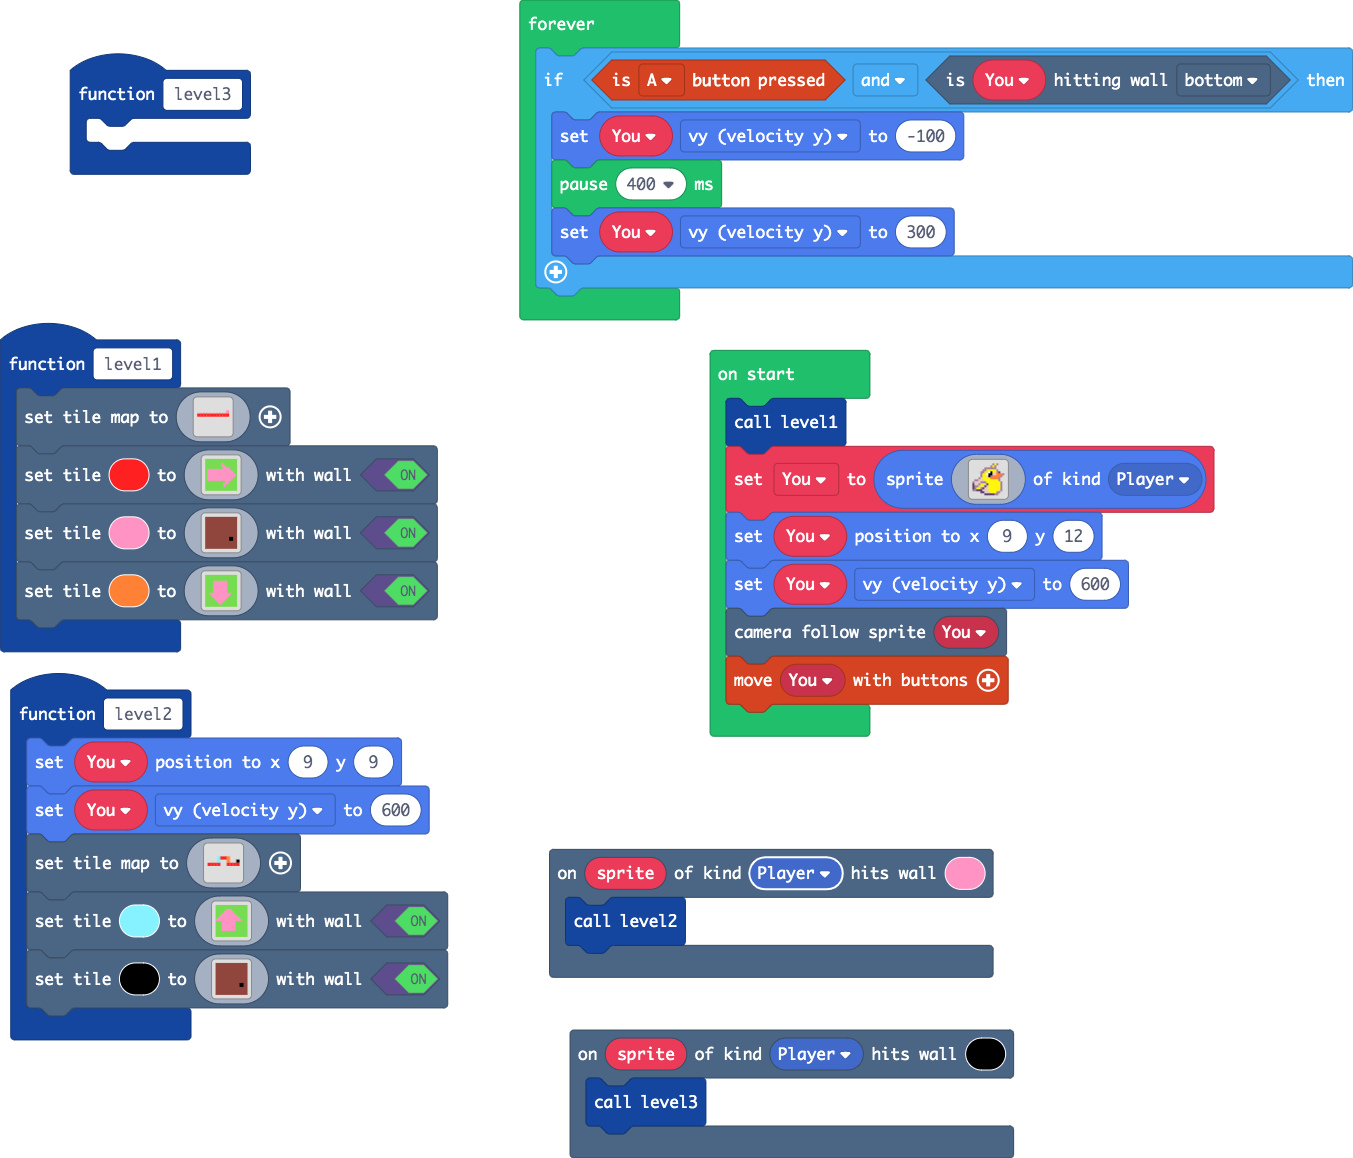 function level3
forever
if is A button pressed and is You hitting wall bottom then
set You vy (velocity y) to -100
pause 400 ms
set You vy (velocity y) to 300
function level1
set tile map to
set tile to with wall ON
set tile to with wall ON
set tile to with wall ON
on start
call level1
set You to sprite of kind Player
set You position to x 9 y 12
set You vy (velocity y) to 600
camera follow sprite You
move You with buttons
function level2
set You position to x 9 y 9
set You vy (velocity y) to 600
set tile map to
set tile to with wall ON
set tile to with wall ON
on sprite of kind Player hits wall
call level2
on sprite of kind Player hits wall
call level3